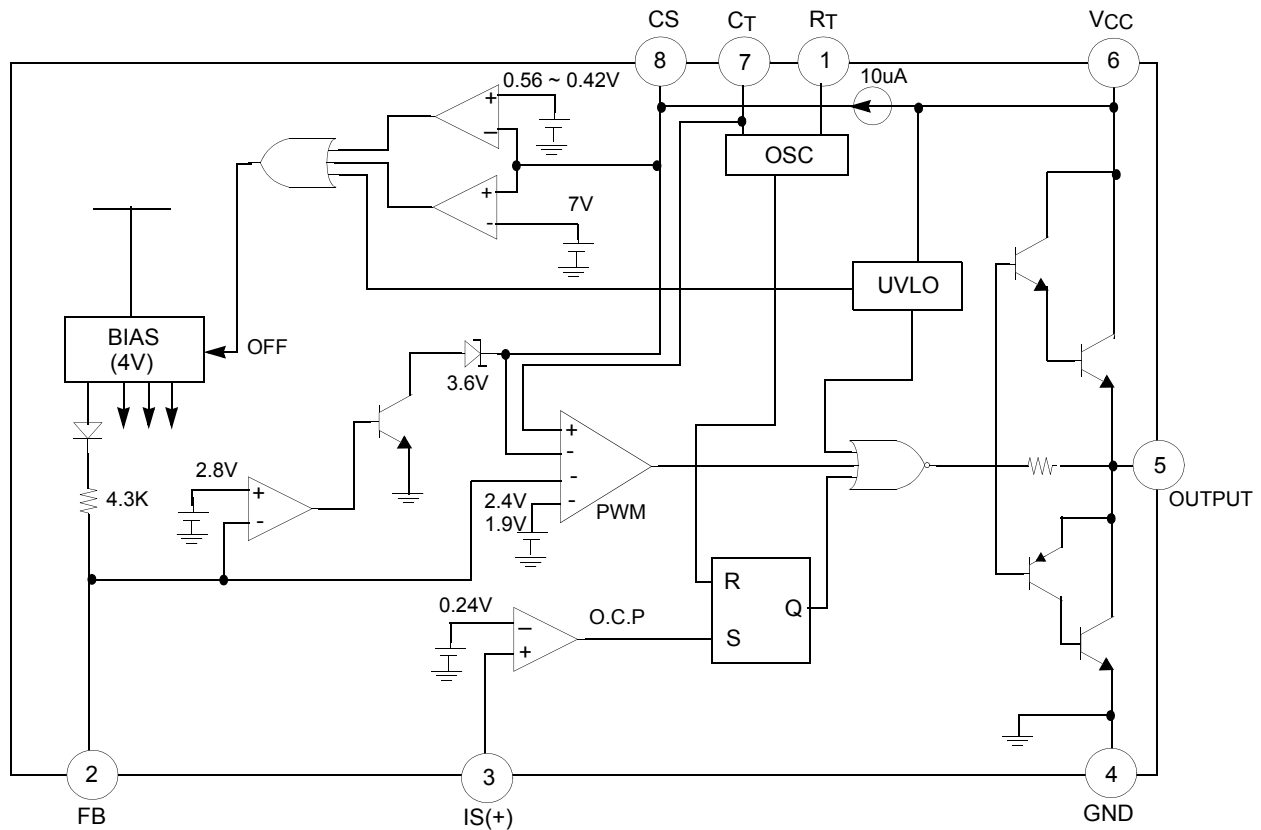 CS
CT
RT
VCC
8
7
1
6
0.56 ~ 0.42V
10uA
+
–
OSC
+
-
7V
UVLO
BIAS
(4V)
OFF
3.6V
+
-
-
-
2.8V
+
-
4.3K
2.4V
1.9V
PWM
5
OUTPUT
R
Q
S
0.24V
–
+
O.C.P
2
3
4
FB
IS(+)
GND